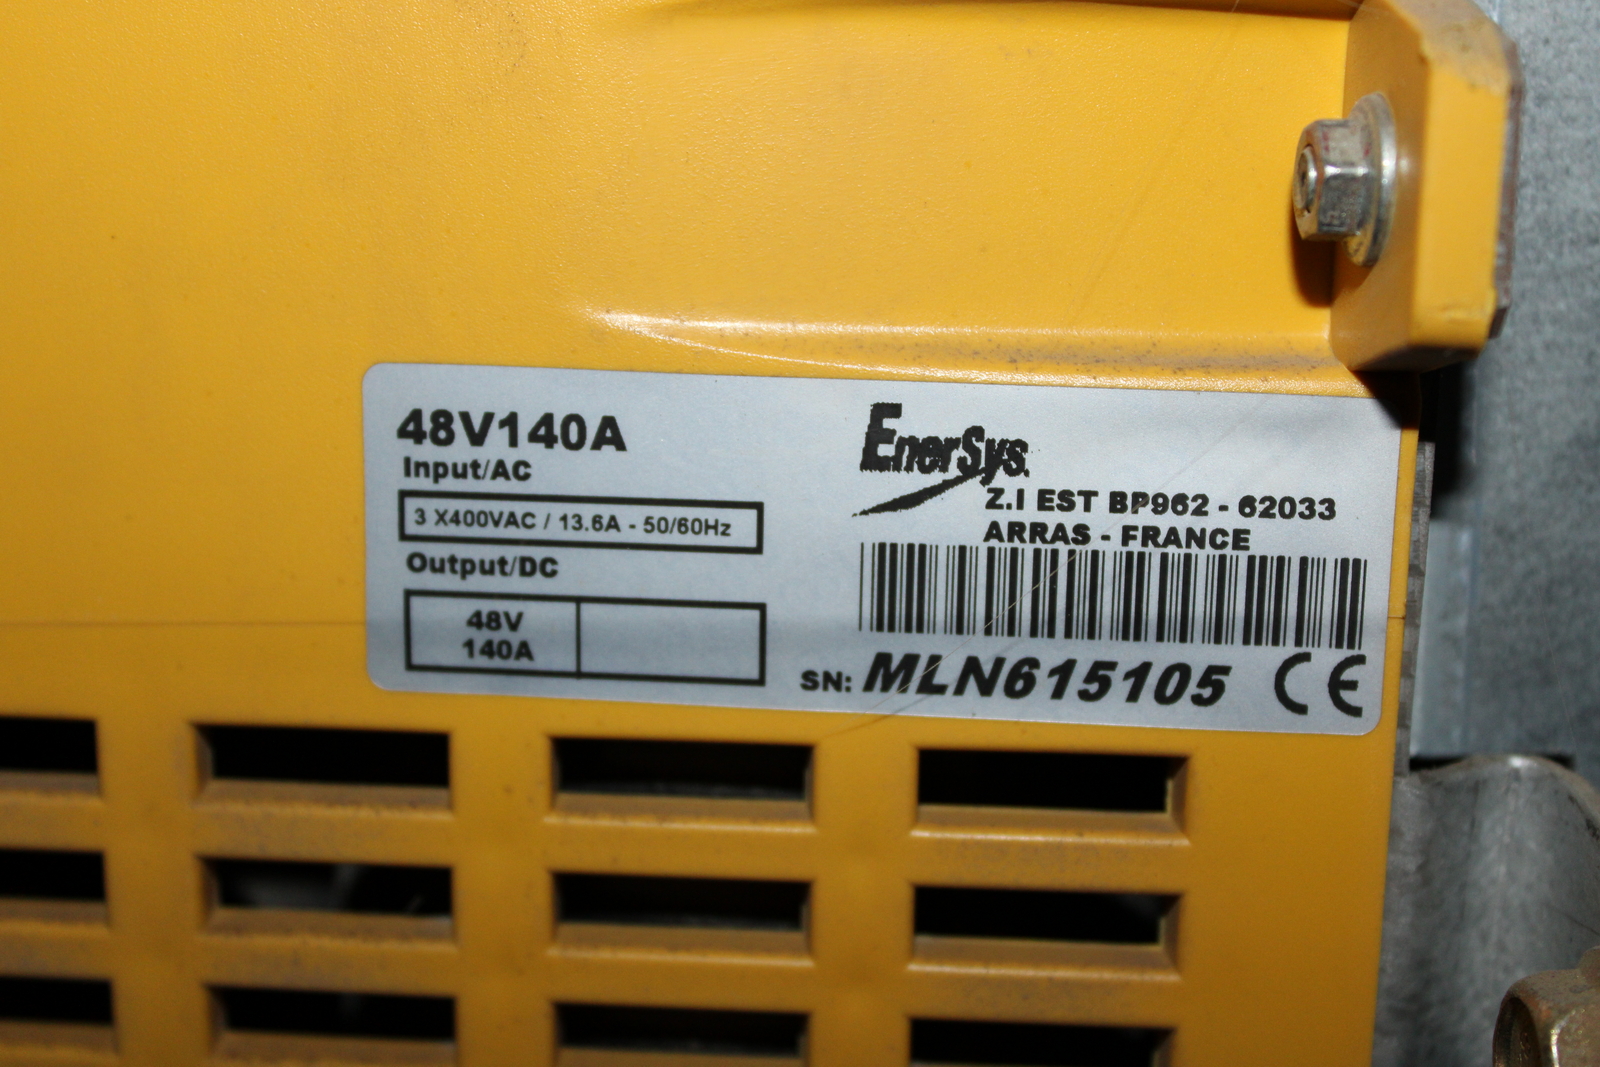 48V140A
Input/AC
3 X400VAC / 13.6A - 50/60Hz
Output/DC
48V
140A
EnerSys.
Z.I EST BP962 - 62033
ARRAS - FRANCE
SN: MLN615105 CE